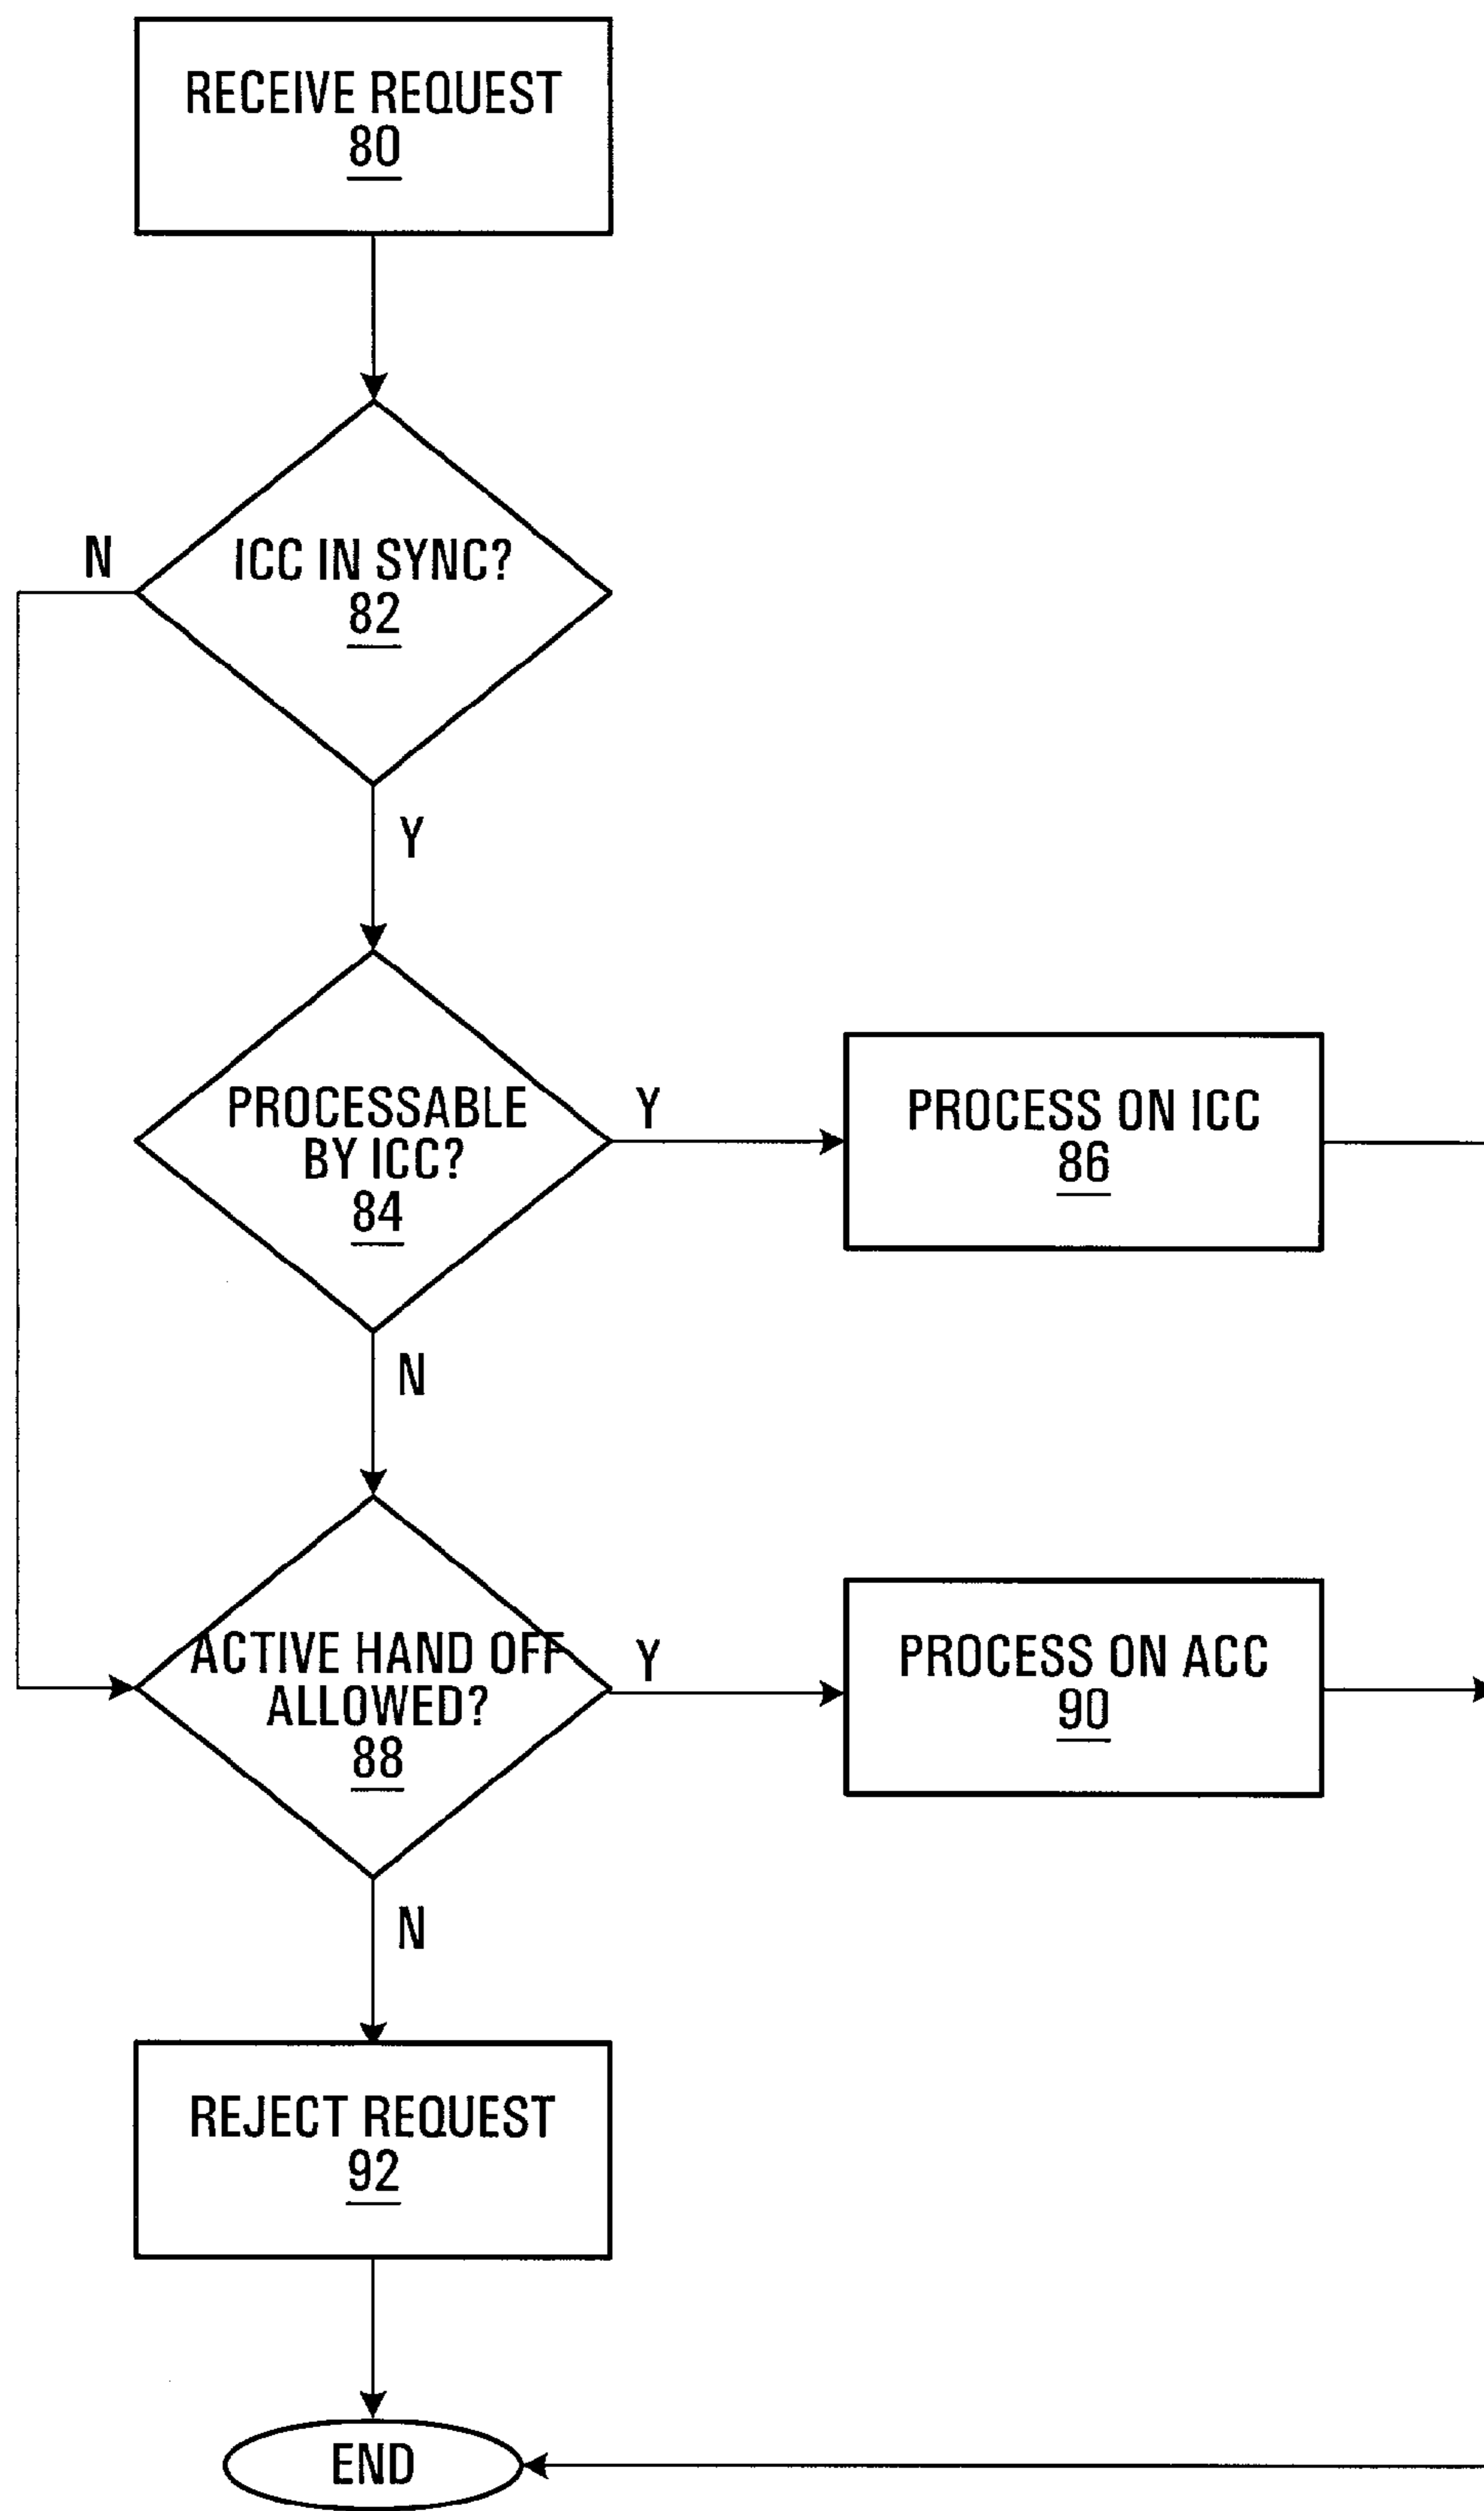 RECEIVE REQUEST
80
N
ICC IN SYNC?
82
Y
PROCESSABLE
BY ICC?
84
Y
PROCESS ON ICC
86
N
ACTIVE HAND OFF
ALLOWED?
88
Y
PROCESS ON ACC
90
N
REJECT REQUEST
92
END